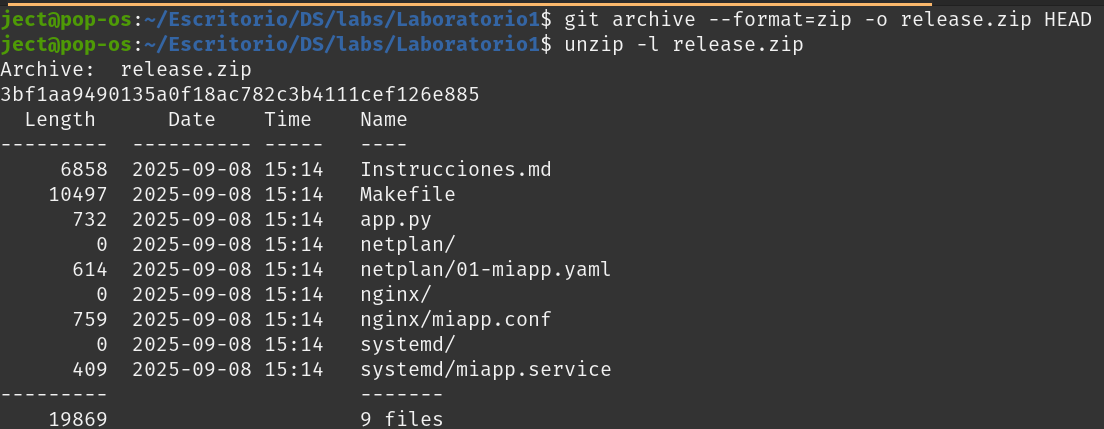 ject@pop-os:~/Escritorio/DS/labs/Laboratorio1$ git archive --format=zip -o release.zip HEAD
ject@pop-os:~/Escritorio/DS/labs/Laboratorio1$ unzip -l release.zip
Archive:  release.zip
3bf1aa9490135a0f18ac782c3b4111cef126e885
  Length      Date    Time    Name
---------  ---------- -----   ----
     6858  2025-09-08 15:14   Instrucciones.md
    10497  2025-09-08 15:14   Makefile
      732  2025-09-08 15:14   app.py
        0  2025-09-08 15:14   netplan/
      614  2025-09-08 15:14   netplan/01-miapp.yaml
        0  2025-09-08 15:14   nginx/
      759  2025-09-08 15:14   nginx/miapp.conf
        0  2025-09-08 15:14   systemd/
      409  2025-09-08 15:14   systemd/miapp.service
---------                     -------
    19869                     9 files